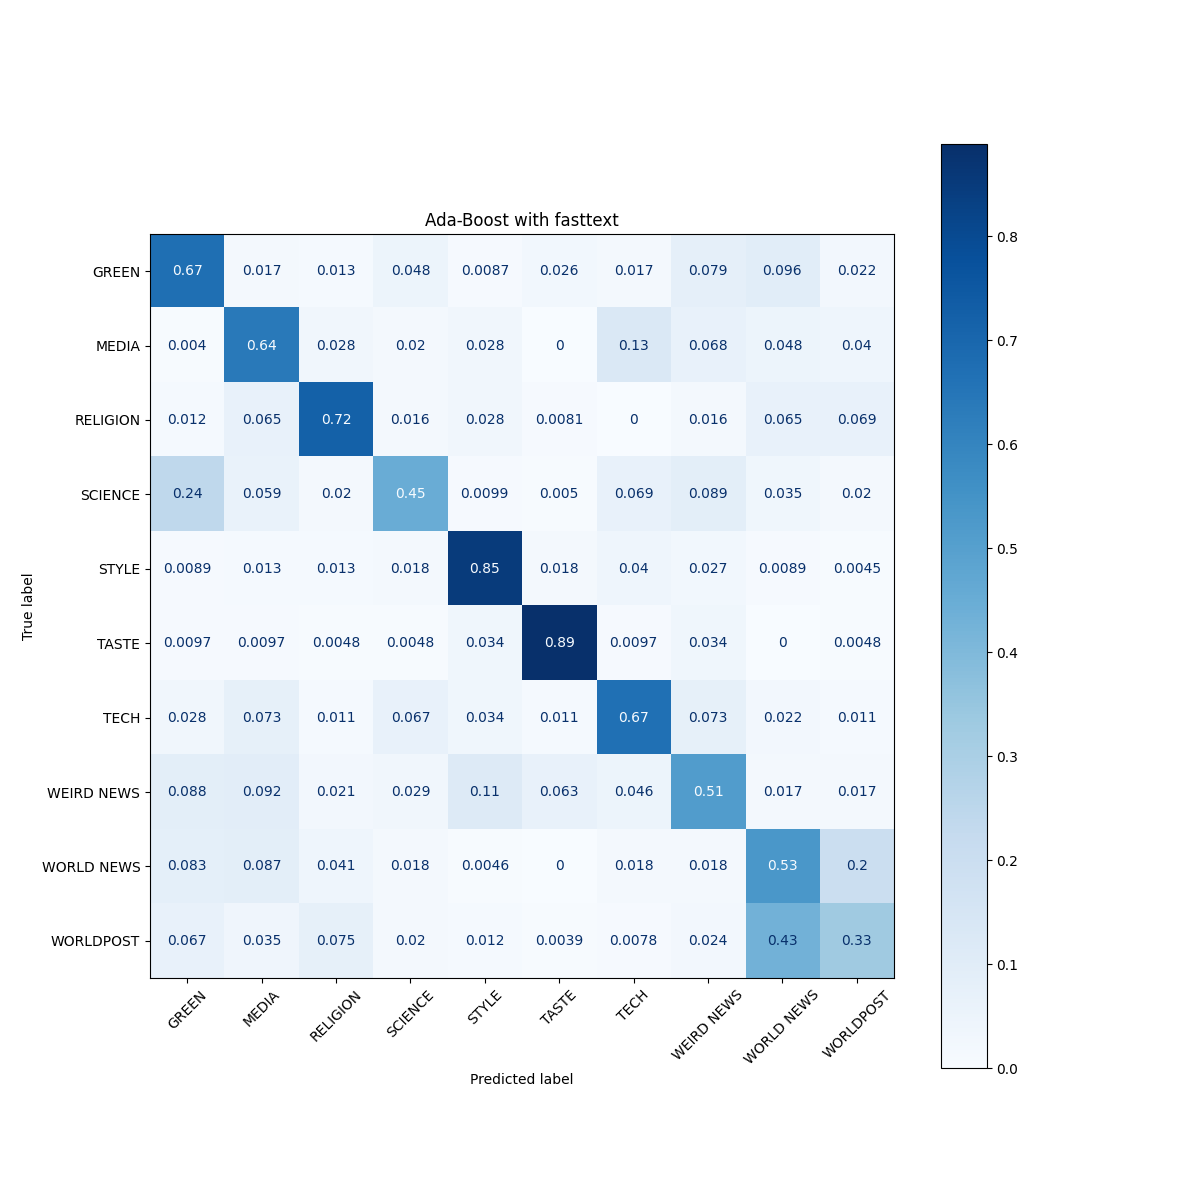 Ada-Boost with fasttext
GREEN 0.67 0.017 0.013 0.048 0.0087 0.026 0.017 0.079 0.096 0.022
MEDIA 0.004 0.64 0.028 0.02 0.028 0 0.13 0.068 0.048 0.04
RELIGION 0.012 0.065 0.72 0.016 0.028 0.0081 0 0.016 0.065 0.069
SCIENCE 0.24 0.059 0.02 0.45 0.0099 0.005 0.069 0.089 0.035 0.02
STYLE 0.0089 0.013 0.013 0.018 0.85 0.018 0.04 0.027 0.0089 0.0045
TASTE 0.0097 0.0097 0.0048 0.0048 0.034 0.89 0.0097 0.034 0 0.0048
TECH 0.028 0.073 0.011 0.067 0.034 0.011 0.67 0.073 0.022 0.011
WEIRD NEWS 0.088 0.092 0.021 0.029 0.11 0.063 0.046 0.51 0.017 0.017
WORLD NEWS 0.083 0.087 0.041 0.018 0.0046 0 0.018 0.018 0.53 0.2
WORLDPOST 0.067 0.035 0.075 0.02 0.012 0.0039 0.0078 0.024 0.43 0.33
GREEN MEDIA RELIGION SCIENCE STYLE TASTE TECH WEIRD NEWS WORLD NEWS WORLDPOST
Predicted label
True label
0.8
0.7
0.6
0.5
0.4
0.3
0.2
0.1
0.0